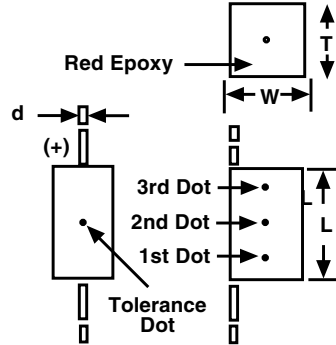 Red Epoxy
T
W
d
(+)
3rd Dot
2nd Dot
1st Dot
L
L
Tolerance
Dot